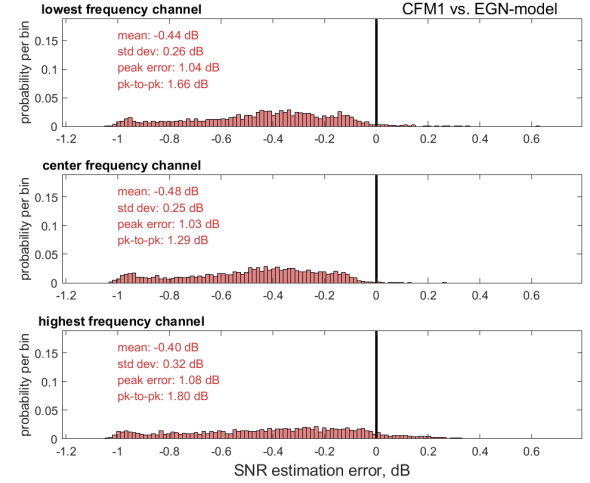 lowest frequency channel
CFM1 vs. EGN-model
probability per bin
0.15
0.1
0.05
0
mean: -0.44 dB
std dev: 0.26 dB
peak error: 1.04 dB
pk-to-pk: 1.66 dB
-1.2 -1 -0.8 -0.6 -0.4 -0.2 0 0.2 0.4 0.6
center frequency channel
probability per bin
0.15
0.1
0.05
0
mean: -0.48 dB
std dev: 0.25 dB
peak error: 1.03 dB
pk-to-pk: 1.29 dB
-1.2 -1 -0.8 -0.6 -0.4 -0.2 0 0.2 0.4 0.6
highest frequency channel
probability per bin
0.15
0.1
0.05
0
mean: -0.40 dB
std dev: 0.32 dB
peak error: 1.08 dB
pk-to-pk: 1.80 dB
-1.2 -1 -0.8 -0.6 -0.4 -0.2 0 0.2 0.4 0.6
SNR estimation error, dB